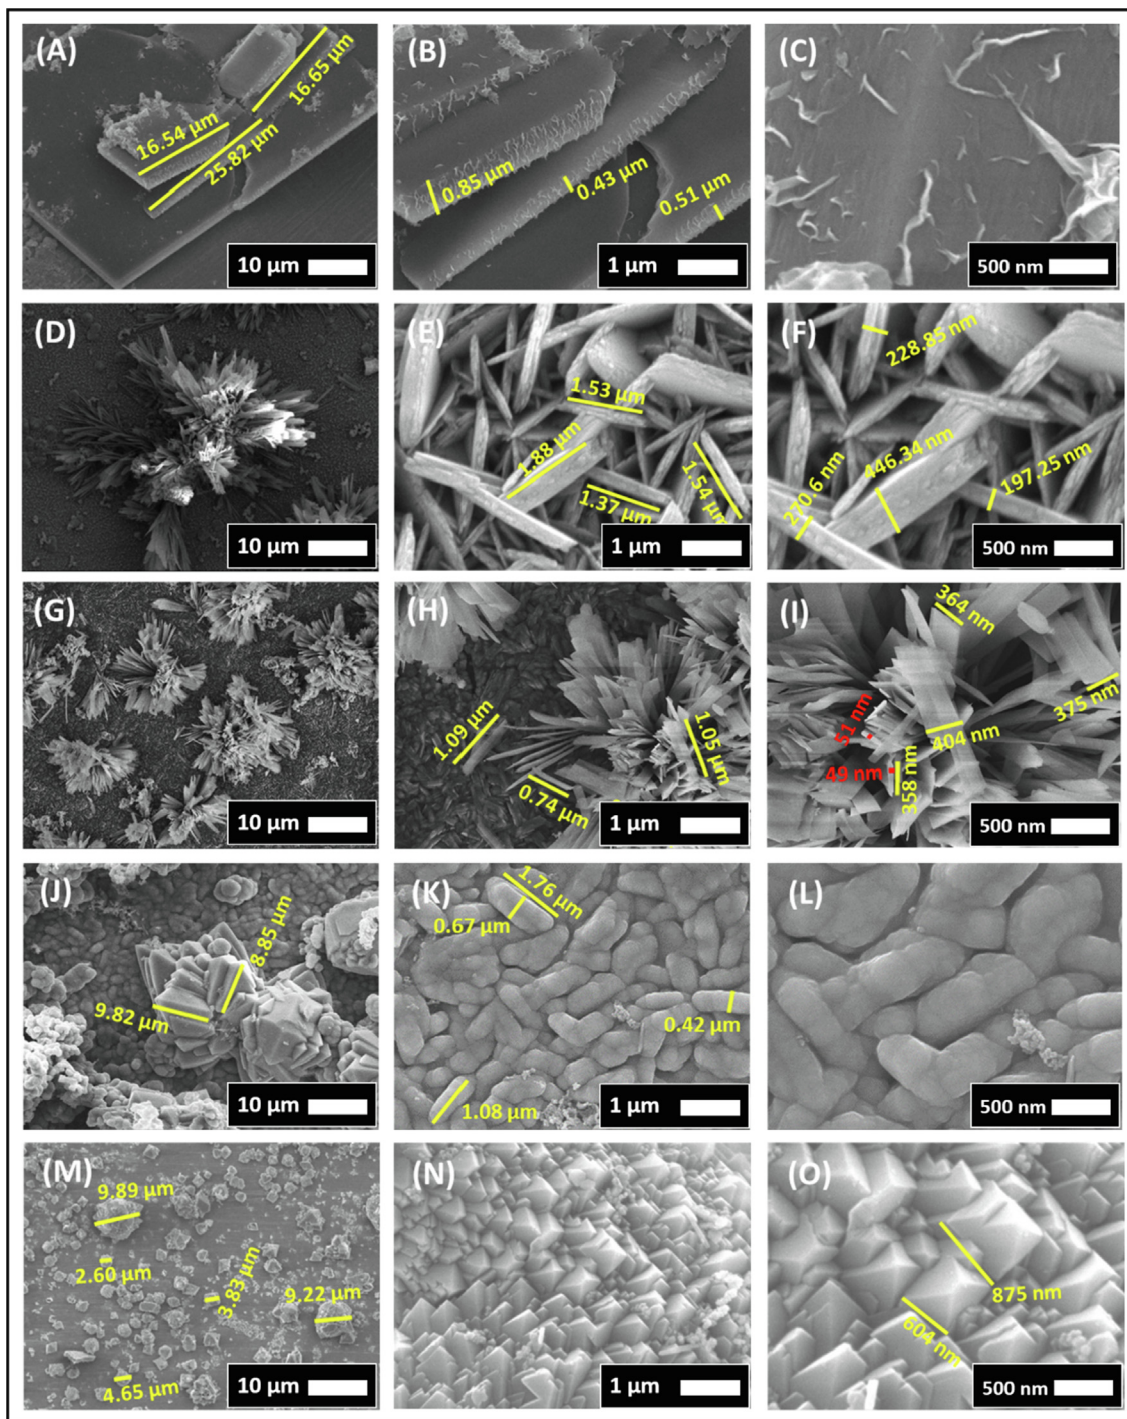 (A)
16.65 µm
16.54 µm
25.82 µm
10 µm
(B)
0.85 µm
0.43 µm
0.51 µm
1 µm
(C)
500 nm
(D)
10 µm
(E)
1.53 µm
1.88 µm
1.54 µm
1.37 µm
1 µm
(F)
228.85 nm
446.34 nm
270.6 nm
197.25 nm
500 nm
(G)
10 µm
(H)
1.09 µm
1.05 µm
0.74 µm
1 µm
(I)
364 nm
375 nm
51 nm
404 nm
49 nm
358 nm
500 nm
(J)
8.85 µm
9.82 µm
10 µm
(K)
1.76 µm
0.67 µm
0.42 µm
1.08 µm
1 µm
(L)
500 nm
(M)
9.89 µm
2.60 µm
3.83 µm
9.22 µm
4.65 µm
10 µm
(N)
1 µm
(O)
875 nm
604 nm
500 nm